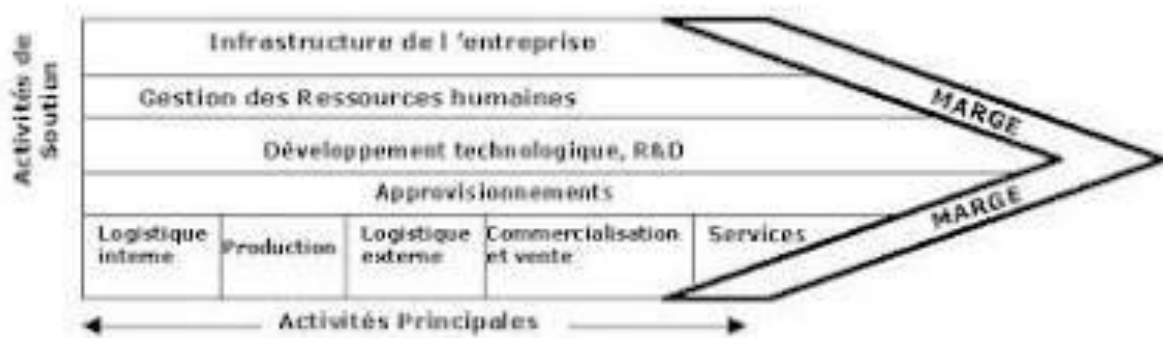 Activités de
Soutien
Infrastructure de l 'entreprise
Gestion des Ressources humaines
Développement technologique, R&D
Approvisionnements
Logistique
interne
Production
Logistique
externe
Commercialisation
et vente
Services
MARGE
MARGE
Activités Principales